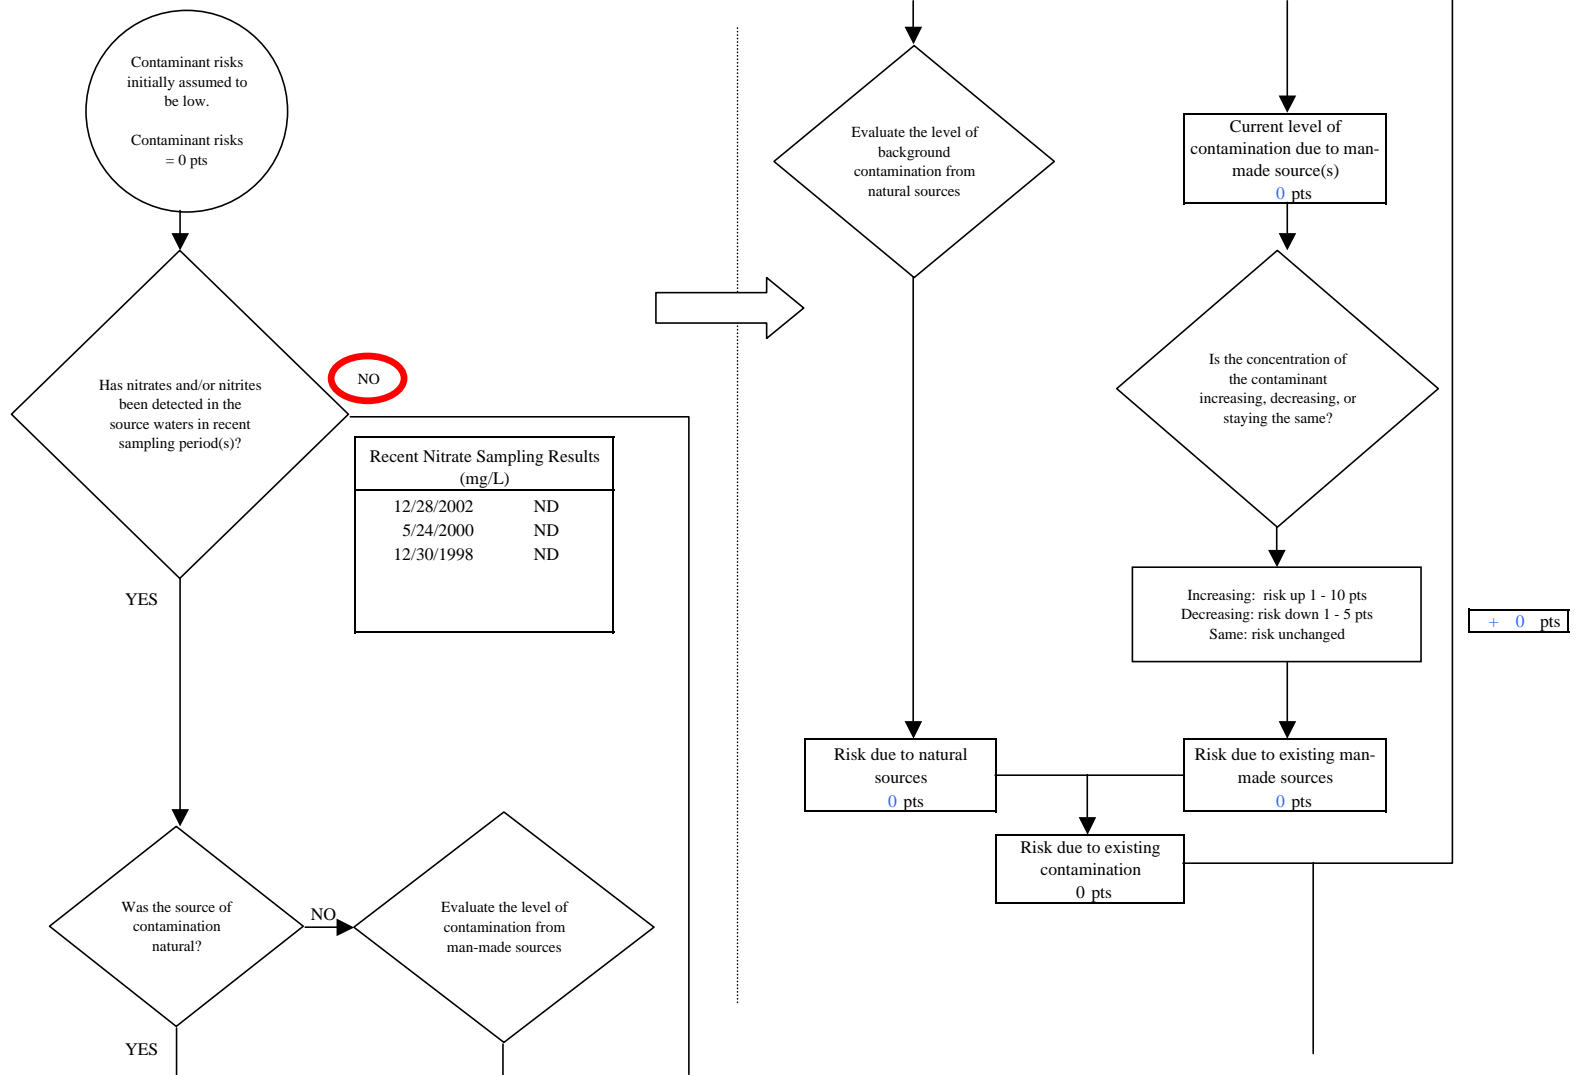 Contaminant risks
initially assumed to
be low.
Contaminant risks
= 0 pts
Has nitrates and/or nitrites
been detected in the
source waters in recent
sampling period(s)?
NO
Recent Nitrate Sampling Results
(mg/L)
12/28/2002 ND
5/24/2000 ND
12/30/1998 ND
YES
Was the source of
contamination
natural?
NO
Evaluate the level of
contamination from
man-made sources
YES
Evaluate the level of
background
contamination from
natural sources
Current level of
contamination due to man-
made source(s)
0 pts
Is the concentration of
the contaminant
increasing, decreasing, or
staying the same?
Increasing: risk up 1 - 10 pts
Decreasing: risk down 1 - 5 pts
Same: risk unchanged
+ 0 pts
Risk due to natural
sources
0 pts
Risk due to existing man-
made sources
0 pts
Risk due to existing
contamination
0 pts